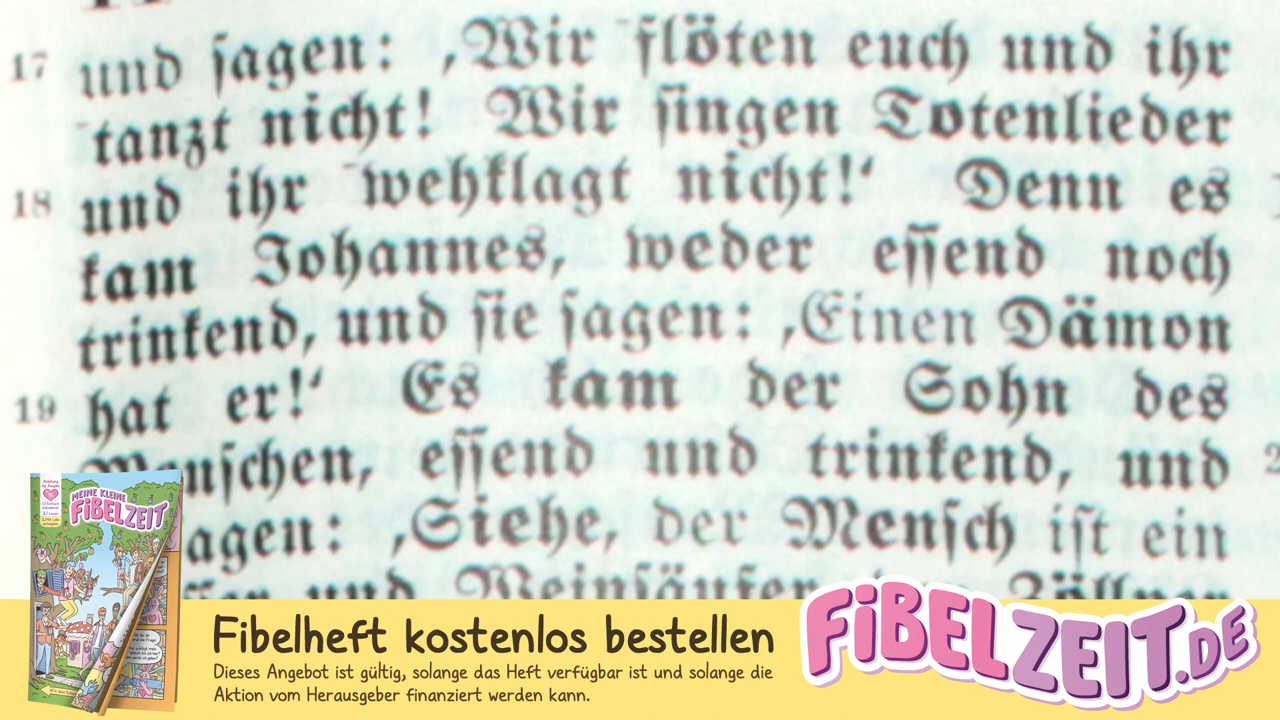 17 und sagen: ‚Wir flöten euch und ihr
tanzt nicht! Wir singen Totenlieder
18 und ihr wehklagt nicht!‘ Denn es
kam Johannes, weder essend noch
trinkend, und sie sagen: ‚Einen Dämon
19 hat er!‘ Es kam der Sohn des
Menschen, essend und trinkend, und
sagen: ‚Siehe, der Mensch ist ein
und Weinsäufer
MEINE KLEINE
FiBELZEiT
Fibelheft kostenlos bestellen
Dieses Angebot ist gültig, solange das Heft verfügbar ist und solange die
Aktion vom Herausgeber finanziert werden kann.
FiBELZEiT.DE